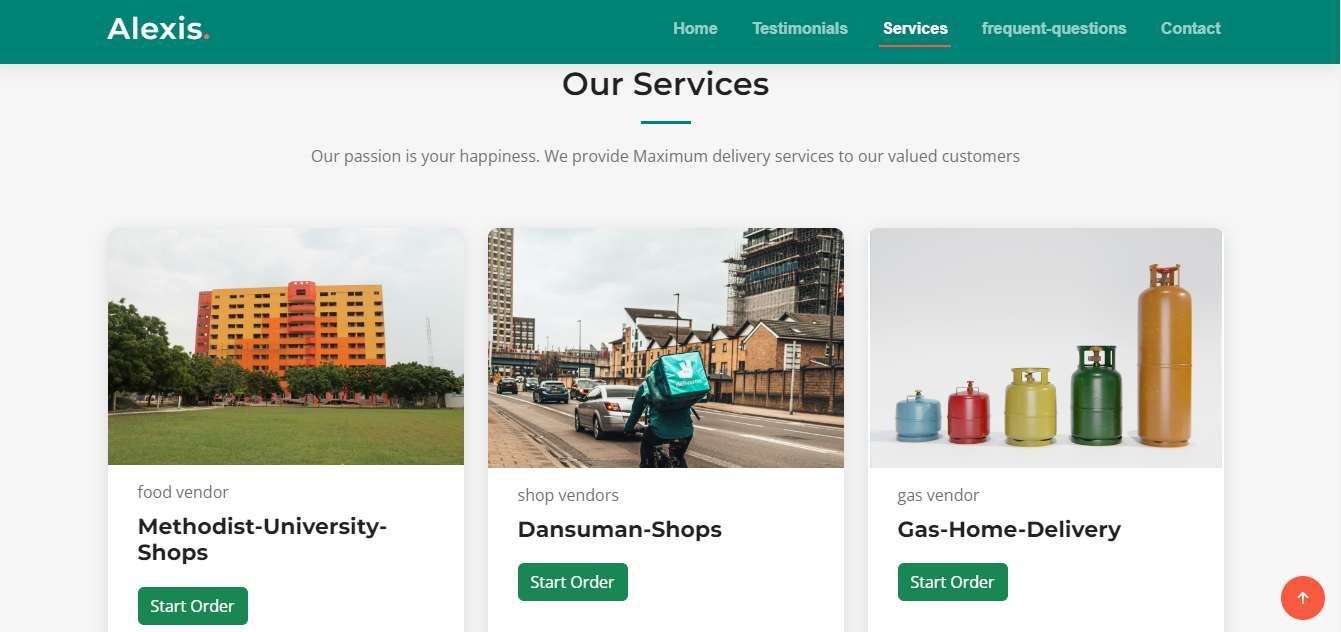 Alexis.
Home Testimonials Services frequent-questions Contact
Our Services
Our passion is your happiness. We provide Maximum delivery services to our valued customers
deliveroo
food vendor
Methodist-University-
Shops
Start Order
shop vendors
Dansuman-Shops
Start Order
gas vendor
Gas-Home-Delivery
Start Order